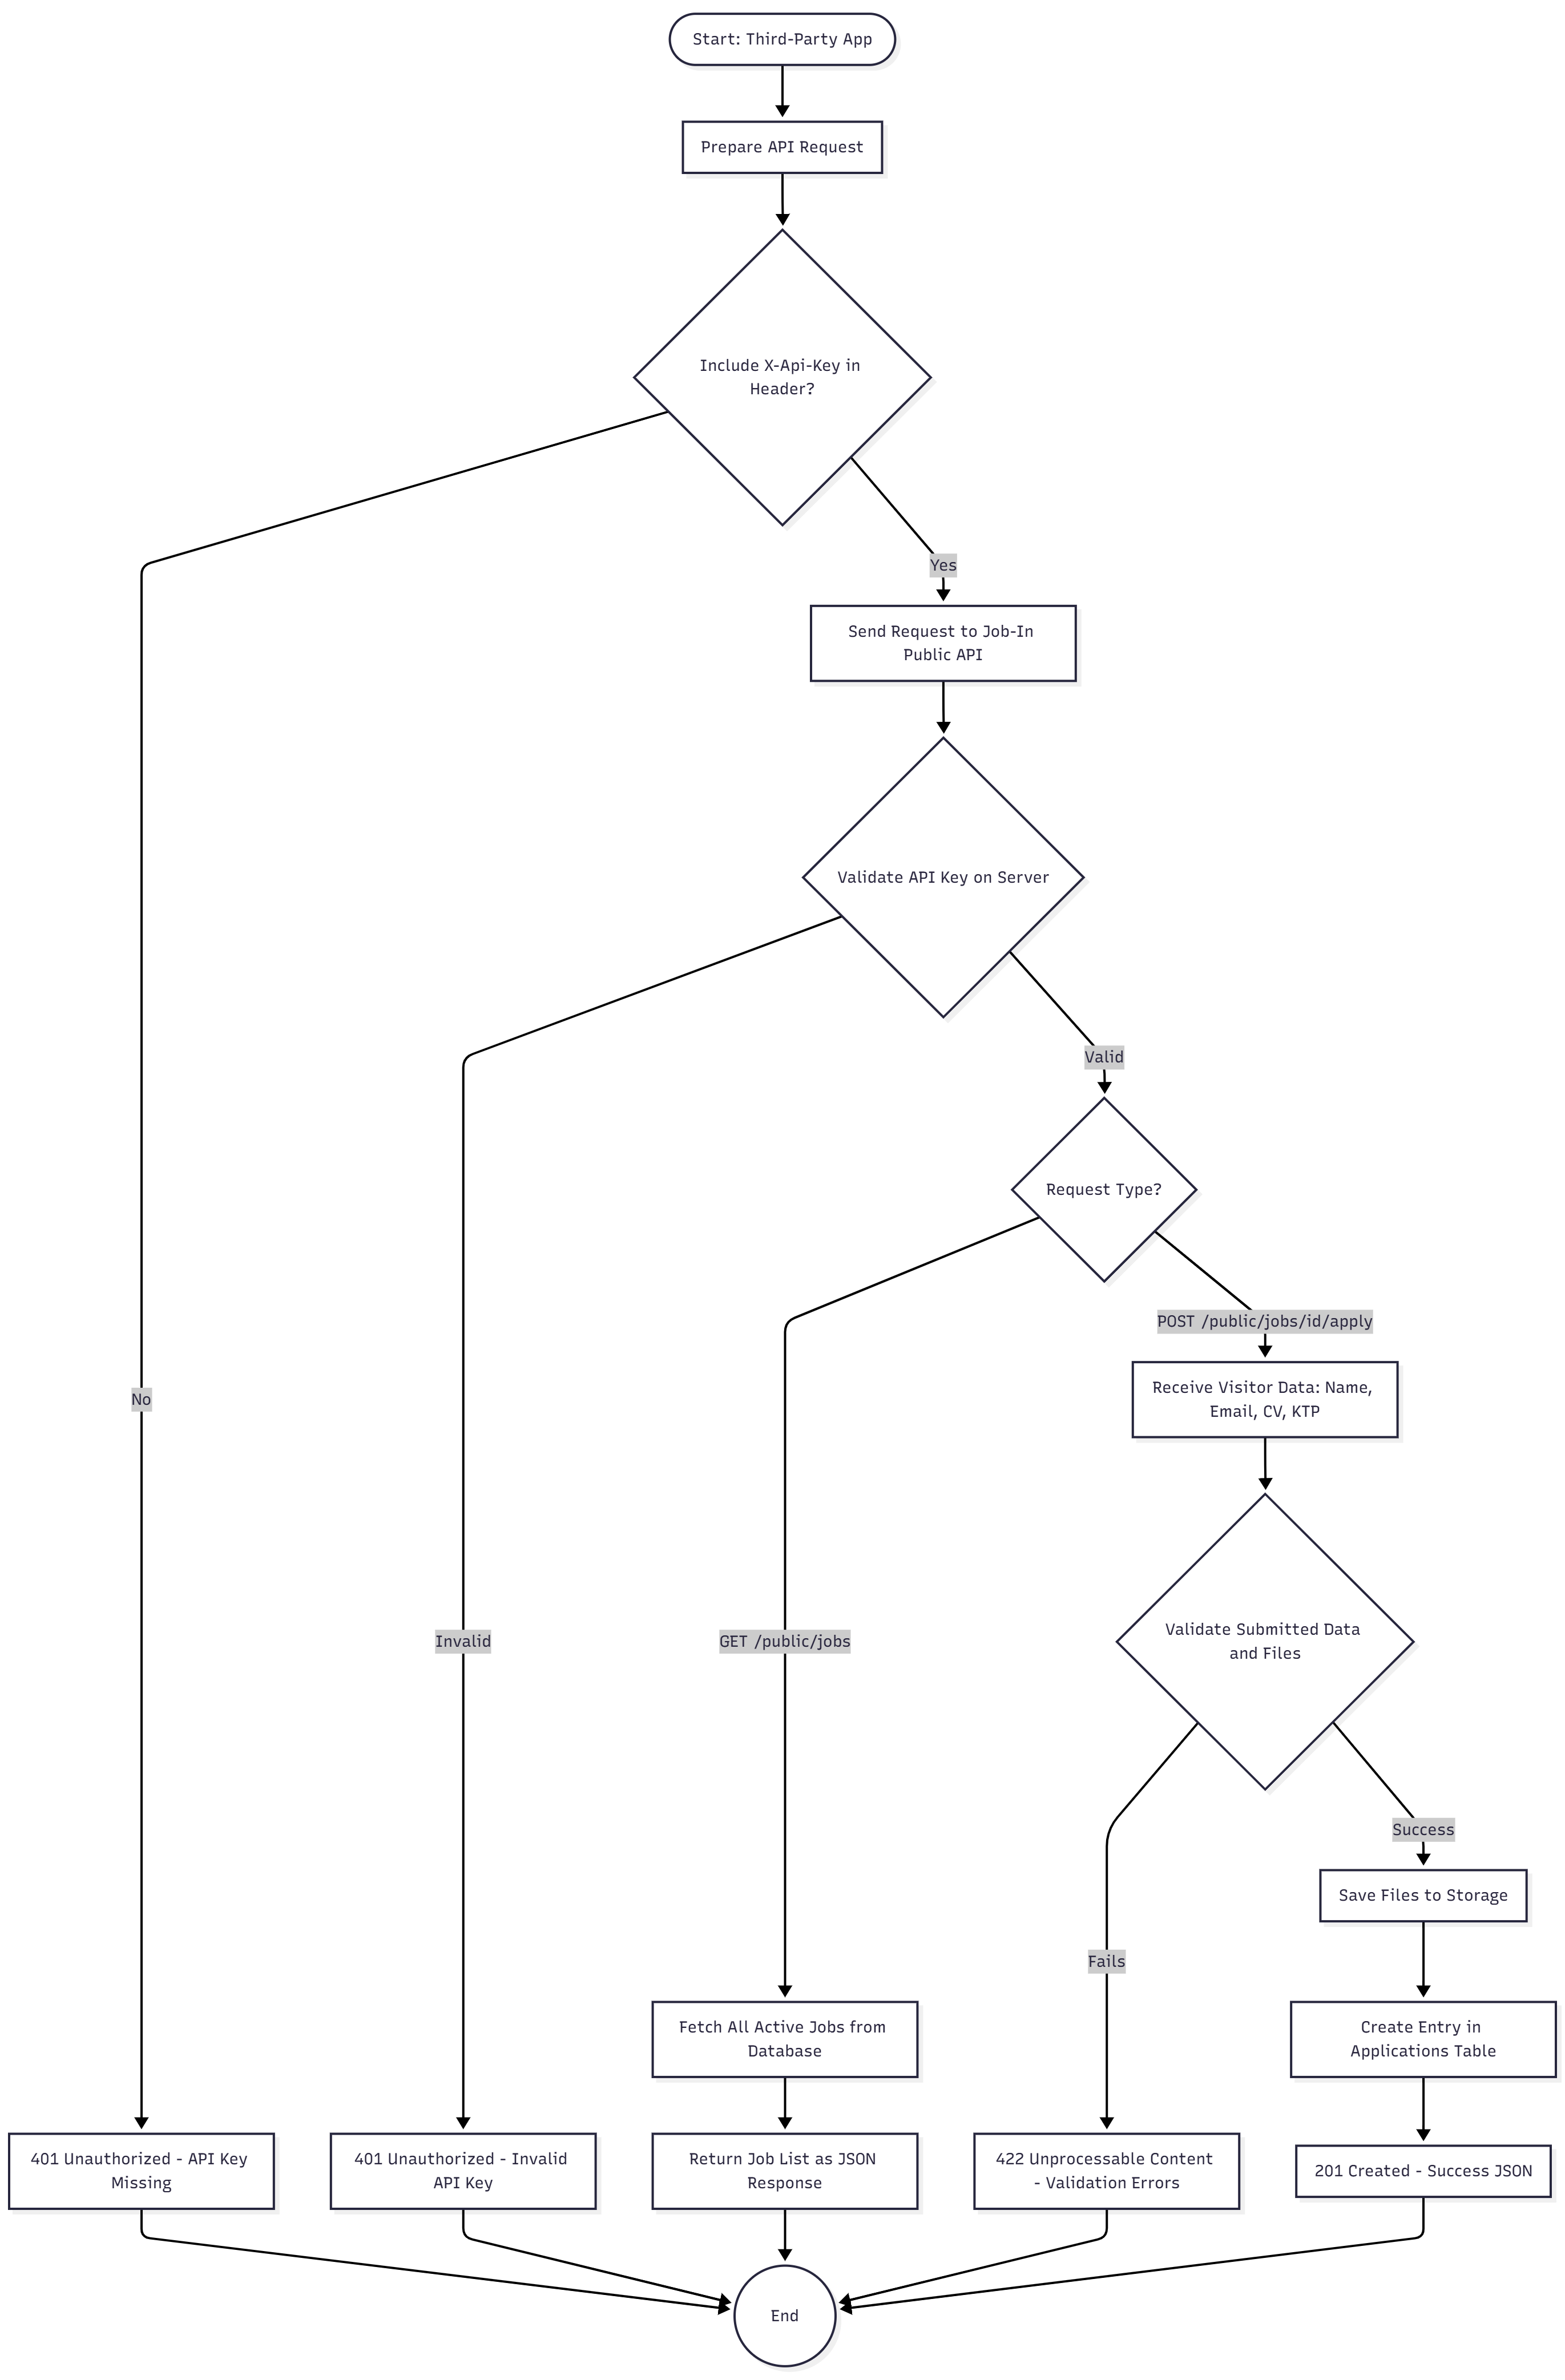 Start: Third-Party App
Prepare API Request
Include X-Api-Key in
Header?
Yes
Send Request to Job-In
Public API
Validate API Key on Server
Valid
Request Type?
POST /public/jobs/id/apply
Receive Visitor Data: Name,
Email, CV, KTP
No
Invalid
GET /public/jobs
Validate Submitted Data
and Files
Success
Save Files to Storage
Fails
Fetch All Active Jobs from
Database
Create Entry in
Applications Table
401 Unauthorized - API Key
Missing
401 Unauthorized - Invalid
API Key
Return Job List as JSON
Response
422 Unprocessable Content
- Validation Errors
201 Created - Success JSON
End